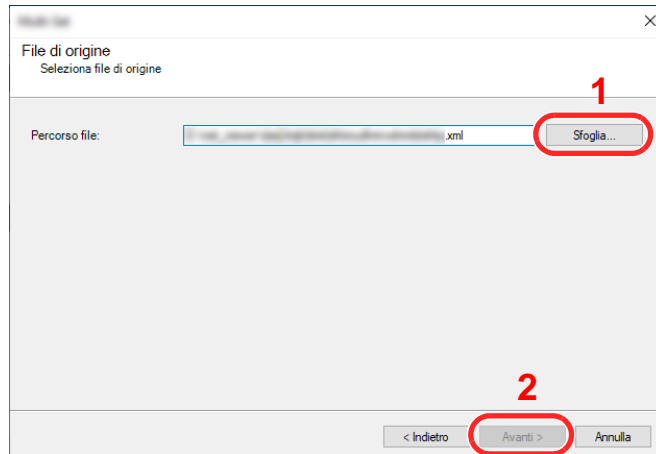 File di origine
Seleziona file di origine
1
Percorso file: .xml Sfoglia...
2
< Indietro Avanti > Annulla